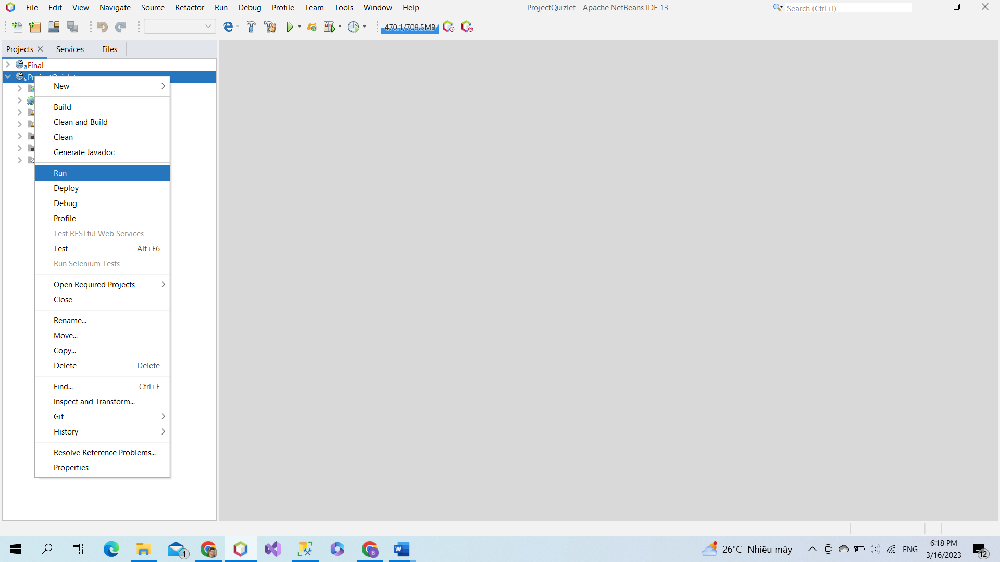 File Edit View Navigate Source Refactor Run Debug Profile Team Tools Window Help
ProjectQuizlet - Apache NetBeans IDE 13
Search (Ctrl+I)
470.1/709.5MB
Projects Services Files
Final
New
Build
Clean and Build
Clean
Generate Javadoc
Run
Deploy
Debug
Profile
Test RESTful Web Services
Test Alt+F6
Run Selenium Tests
Open Required Projects
Close
Rename...
Move...
Copy...
Delete Delete
Find... Ctrl+F
Inspect and Transform...
Git
History
Resolve Reference Problems...
Properties
1
B
26°C Nhiều mây
ENG
6:18 PM
3/16/2023
12